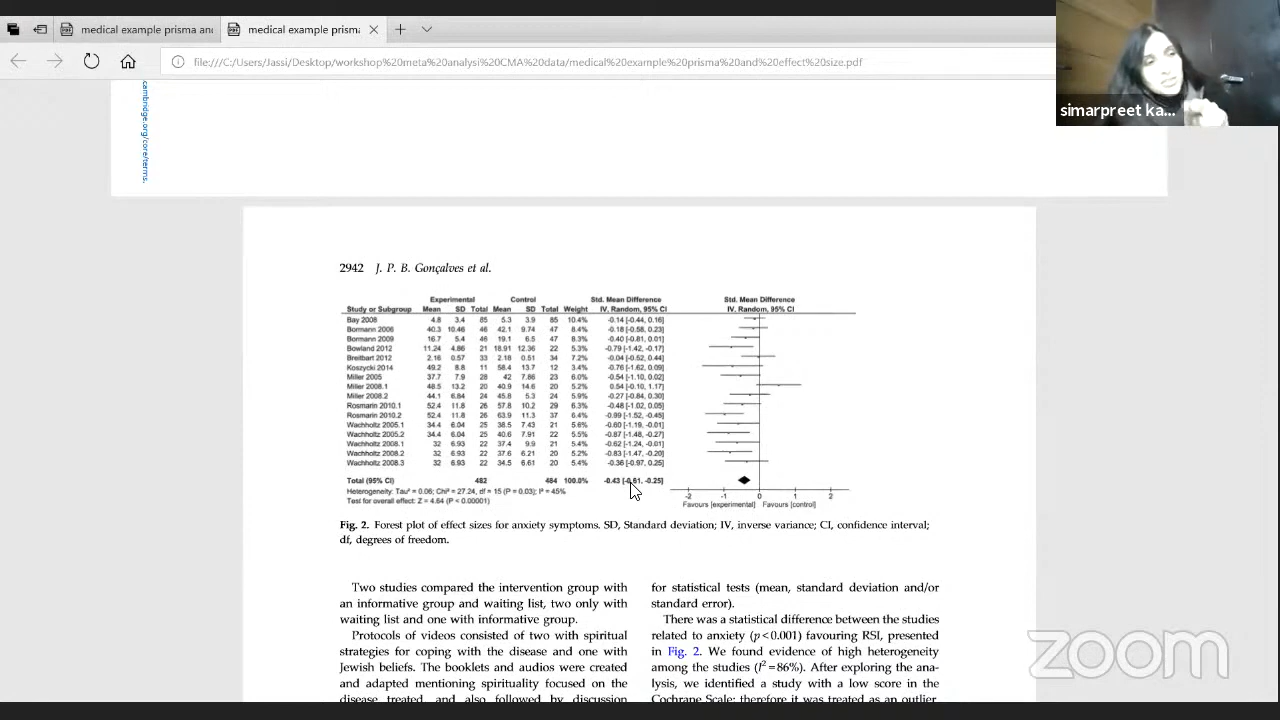 medical example prisma an
medical example prism
file:///C:/Users/Jassi/Desktop/workshop%20meta%20analsi%20CMA%20data/medical%20example%20prisma%20and%20effect%20size.pdf
simarpreet ka...
cambridge.org/core/terms.
2942 J. P. B. Gonçalves et al.
Experimental Control Std. Mean Difference Std. Mean Difference
Study or Subgroup Mean SD Total Mean SD Total Weight IV, Random, 95% CI IV, Random, 95% CI
Bay 2008 4.8 3.4 85 5.3 3.9 85 10.4% -0.14 [-0.44, 0.16]
Bormann 2006 40.3 10.46 46 42.1 9.74 47 8.4% -0.18 [-0.58, 0.23]
Bormann 2009 16.7 5.4 46 19.1 6.5 47 8.3% -0.40 [-0.81, 0.01]
Bowland 2012 11.24 4.86 21 18.91 12.36 22 5.3% -0.79 [-1.42, -0.17]
Breitbart 2012 2.16 0.57 33 2.18 0.51 34 7.2% -0.04 [-0.52, 0.44]
Koszycki 2014 49.2 8.8 11 58.4 13.7 12 3.4% -0.76 [-1.62, 0.09]
Miller 2005 37.7 7.9 28 42 7.86 23 6.0% -0.54 [-1.10, 0.02]
Miller 2008.1 48.5 13.2 20 40.9 14.6 20 5.3% 0.54 [-0.10, 1.17]
Miller 2008.2 44.1 6.84 24 45.8 5.3 24 6.0% -0.27 [-0.84, 0.30]
Rosmarin 2010.1 52.4 11.8 26 57.8 10.2 29 6.3% -0.48 [-1.02, 0.05]
Rosmarin 2010.2 52.4 11.8 26 63.9 11.3 37 6.4% -0.99 [-1.52, -0.45]
Wachholtz 2005.1 34.4 6.04 25 38.5 7.43 21 5.6% -0.60 [-1.19, -0.01]
Wachholtz 2005.2 34.4 6.04 25 40.6 7.91 22 5.5% -0.87 [-1.48, -0.27]
Wachholtz 2008.1 32 6.93 22 37.4 9.9 21 5.4% -0.62 [-1.24, -0.01]
Wachholtz 2008.2 32 6.93 22 37.6 6.21 20 5.2% -0.83 [-1.47, -0.20]
Wachholtz 2008.3 32 6.93 22 34.5 6.61 20 5.4% -0.36 [-0.97, 0.25]
Total (95% CI) 482 484 100.0% -0.43 [-0.61, -0.25]
Heterogeneity: Tau² = 0.06; Chi² = 27.24, df = 15 (P = 0.03); I² = 45%
Test for overall effect: Z = 4.64 (P < 0.00001)
-2 -1 0 1 2
Favours [experimental] Favours [control]
Fig. 2. Forest plot of effect sizes for anxiety symptoms. SD, Standard deviation; IV, inverse variance; CI, confidence interval;
df, degrees of freedom.
Two studies compared the intervention group with
an informative group and waiting list, two only with
waiting list and one with informative group.
Protocols of videos consisted of two with spiritual
strategies for coping with the disease and one with
Jewish beliefs. The booklets and audios were created
and adapted mentioning spirituality focused on the
disease treated, and also followed by discussion
for statistical tests (mean, standard deviation and/or
standard error).
There was a statistical difference between the studies
related to anxiety (p < 0.001) favouring RSI, presented
in Fig. 2. We found evidence of high heterogeneity
among the studies (I² = 86%). After exploring the ana-
lysis, we identified a study with a low score in the
Cochrane Scale; therefore it was treated as an outlier.
zoom